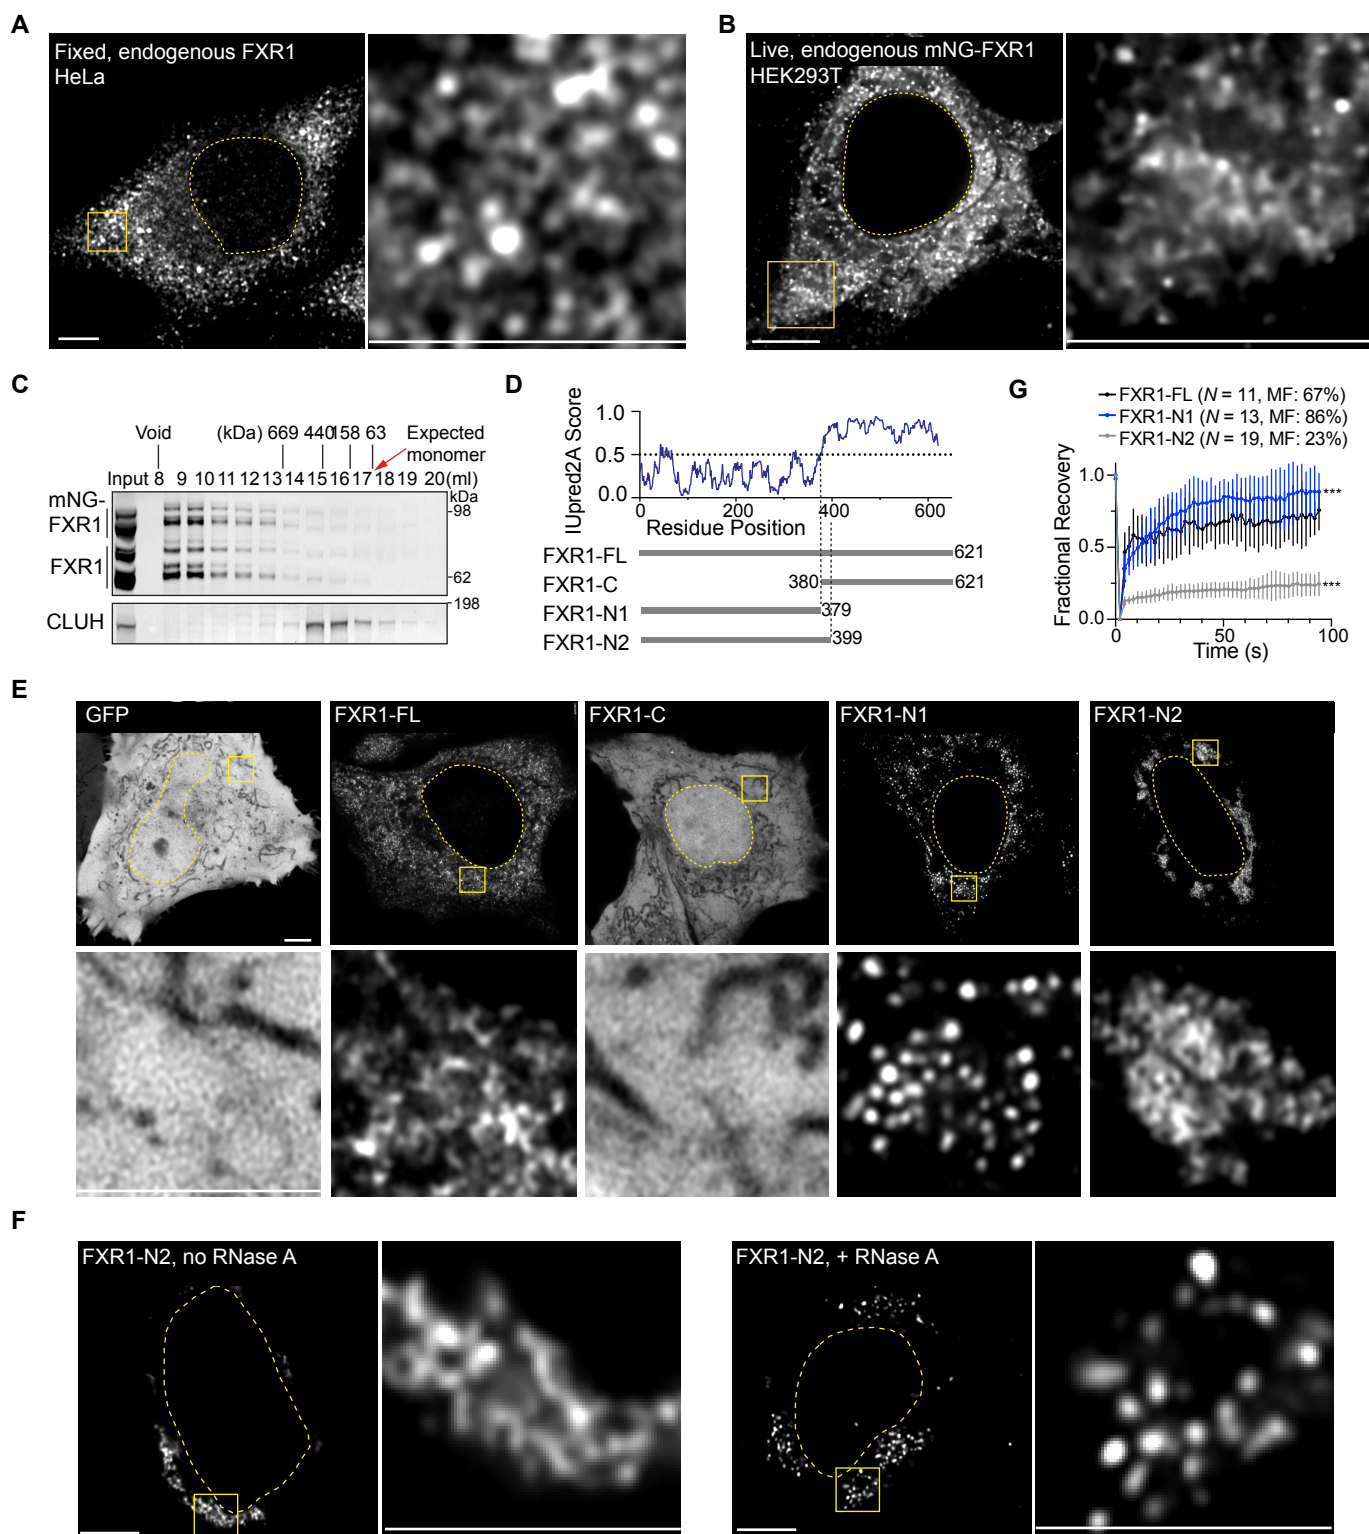 A
Fixed, endogenous FXR1
HeLa
B
Live, endogenous mNG-FXR1
HEK293T
C
Void (kDa) 669 440 158 63 Expected monomer
Input 8 9 10 11 12 13 14 15 16 17 18 19 20 (ml)
kDa
mNG-FXR1
98
FXR1
62
198
CLUH
D
IUpred2A Score
1.0
0.5
0.0
0 200 400 600
Residue Position
FXR1-FL 621
FXR1-C 380 621
FXR1-N1 379
FXR1-N2 399
G
FXR1-FL (N = 11, MF: 67%)
FXR1-N1 (N = 13, MF: 86%)
FXR1-N2 (N = 19, MF: 23%)
Fractional Recovery
1.0
***
0.5
***
0.0
50 100
Time (s)
E
GFP
FXR1-FL
FXR1-C
FXR1-N1
FXR1-N2
F
FXR1-N2, no RNase A
FXR1-N2, + RNase A